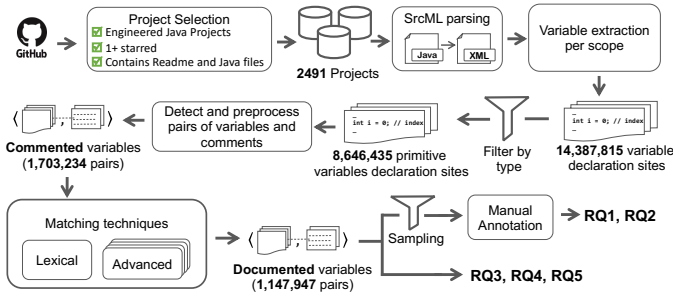 GitHub
Project Selection
Engineered Java Projects
1+ starred
Contains Readme and Java files
2491 Projects
SrcML parsing
Java
XML
Variable extraction
per scope
14,387,815 variable
declaration sites
int i = 0; // index
Filter by
type
int i = 0; // index
8,646,435 primitive
variables declaration sites
Detect and preprocess
pairs of variables and
comments
Commented variables
(1,703,234 pairs)
Matching techniques
Lexical
Advanced
Documented variables
(1,147,947 pairs)
Sampling
Manual
Annotation
RQ1, RQ2
RQ3, RQ4, RQ5